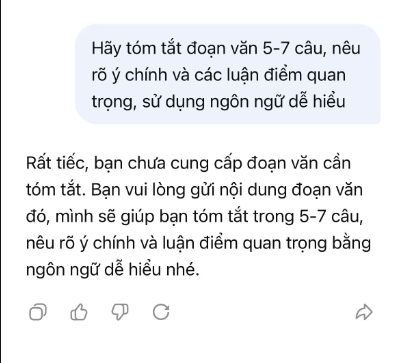 Hãy tóm tắt đoạn văn 5-7 câu, nêu
rõ ý chính và các luận điểm quan
trọng, sử dụng ngôn ngữ dễ hiểu
Rất tiếc, bạn chưa cung cấp đoạn văn cần
tóm tắt. Bạn vui lòng gửi nội dung đoạn văn
đó, mình sẽ giúp bạn tóm tắt trong 5-7 câu,
nêu rõ ý chính và luận điểm quan trọng bằng
ngôn ngữ dễ hiểu nhé.